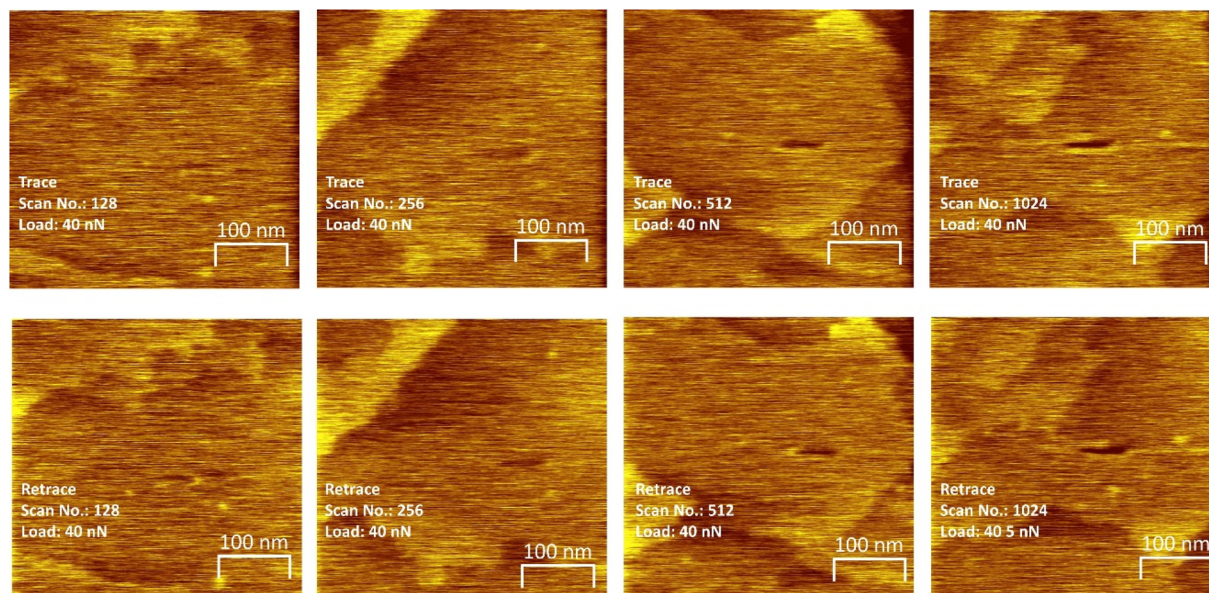 Trace
Scan No.: 128
Load: 40 nN
100 nm
Trace
Scan No.: 256
Load: 40 nN
100 nm
Trace
Scan No.: 512
Load: 40 nN
100 nm
Trace
Scan No.: 1024
Load: 40 nN
100 nm
Retrace
Scan No.: 128
Load: 40 nN
100 nm
Retrace
Scan No.: 256
Load: 40 nN
100 nm
Retrace
Scan No.: 512
Load: 40 nN
100 nm
Retrace
Scan No.: 1024
Load: 40 5 nN
100 nm